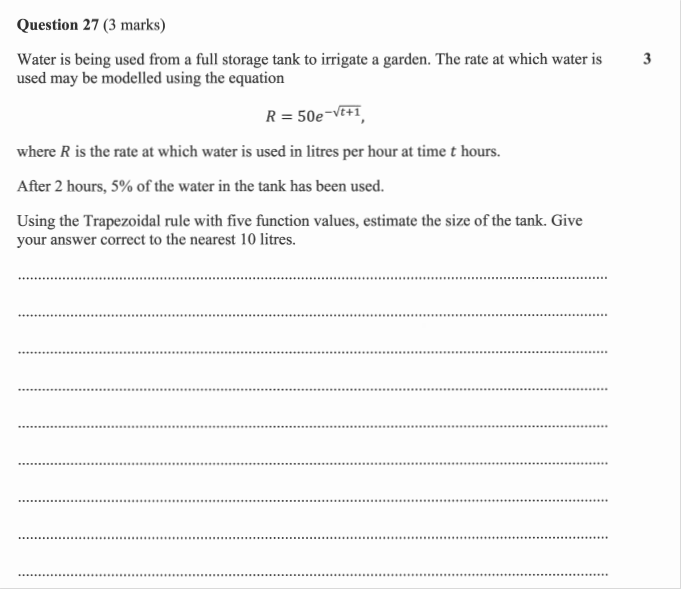 Question 27 (3 marks)
Water is being used from a full storage tank to irrigate a garden. The rate at which water is 3
used may be modelled using the equation
R = 50e^{-√(t+1)},
where R is the rate at which water is used in litres per hour at time t hours.
After 2 hours, 5% of the water in the tank has been used.
Using the Trapezoidal rule with five function values, estimate the size of the tank. Give
your answer correct to the nearest 10 litres.